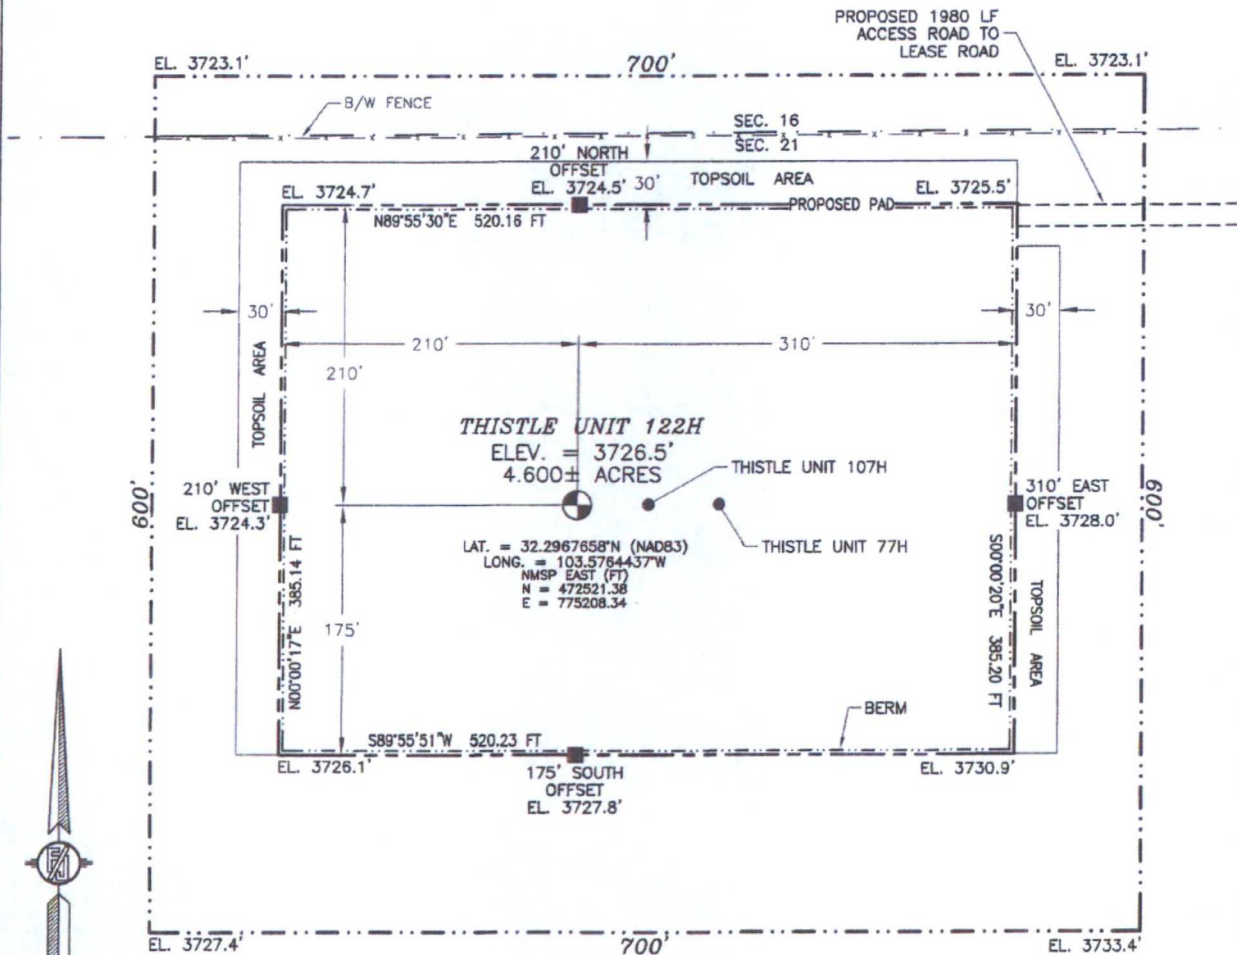 PROPOSED 1980 LF
ACCESS ROAD TO
LEASE ROAD
EL. 3723.1'
700'
EL. 3723.1'
B/W FENCE
SEC. 16
SEC. 21
210' NORTH
OFFSET
EL. 3724.5'
30'
TOPSOIL AREA
EL. 3724.7'
EL. 3725.5'
PROPOSED PAD
N89°55'30"E 520.16 FT
30'
30'
210'
310'
TOPSOIL AREA
210'
THISTLE UNIT 122H
ELEV. = 3726.5'
4.600± ACRES
THISTLE UNIT 107H
210' WEST
OFFSET
EL. 3724.3'
310' EAST
OFFSET
EL. 3728.0'
600'
600'
THISTLE UNIT 77H
LAT. = 32.2967658°N (NAD83)
LONG. = 103.5764437°W
NMSP EAST (FT)
N = 472521.38
E = 775208.34
N00°00'17"E 385.14 FT
175'
S00°00'20"E 385.20 FT
TOPSOIL AREA
BERM
S89°55'51"W 520.23 FT
EL. 3726.1'
EL. 3730.9'
175' SOUTH
OFFSET
EL. 3727.8'
EL. 3727.4'
700'
EL. 3733.4'